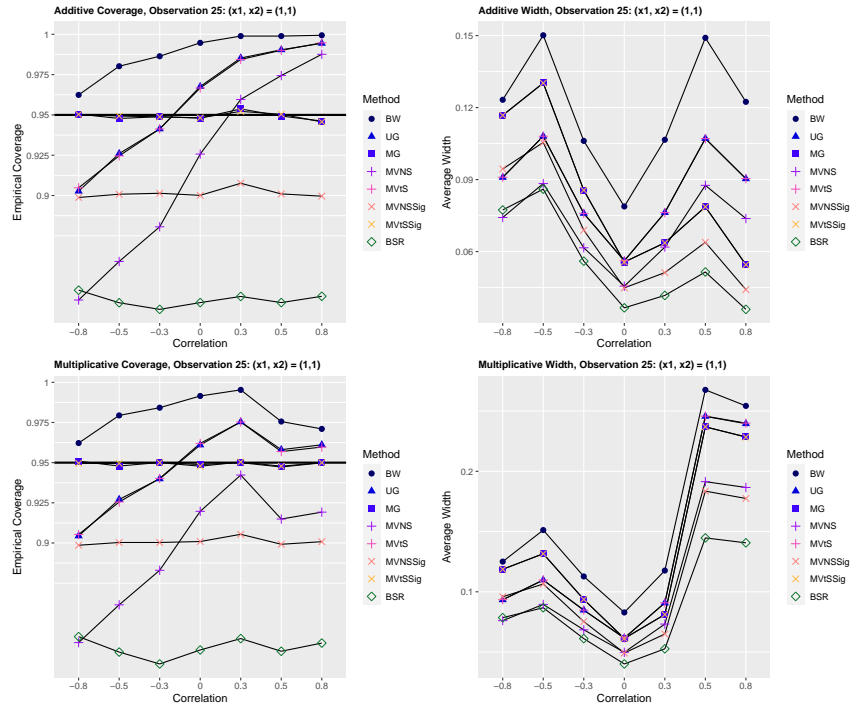 Additive Coverage, Observation 25: (x1, x2) = (1,1)
Empirical Coverage
1
0.975
0.95
0.925
0.9
−0.8 −0.5 −0.3 0 0.3 0.5 0.8
Correlation
Method
BW
UG
MG
MVNS
MVtS
MVNSSig
MVtSSig
BSR
Additive Width, Observation 25: (x1, x2) = (1,1)
Average Width
0.15
0.12
0.09
0.06
−0.8 −0.5 −0.3 0 0.3 0.5 0.8
Correlation
Method
BW
UG
MG
MVNS
MVtS
MVNSSig
MVtSSig
BSR
Multiplicative Coverage, Observation 25: (x1, x2) = (1,1)
Empirical Coverage
1
0.975
0.95
0.925
0.9
−0.8 −0.5 −0.3 0 0.3 0.5 0.8
Correlation
Method
BW
UG
MG
MVNS
MVtS
MVNSSig
MVtSSig
BSR
Multiplicative Width, Observation 25: (x1, x2) = (1,1)
Average Width
0.2
0.1
−0.8 −0.5 −0.3 0 0.3 0.5 0.8
Correlation
Method
BW
UG
MG
MVNS
MVtS
MVNSSig
MVtSSig
BSR